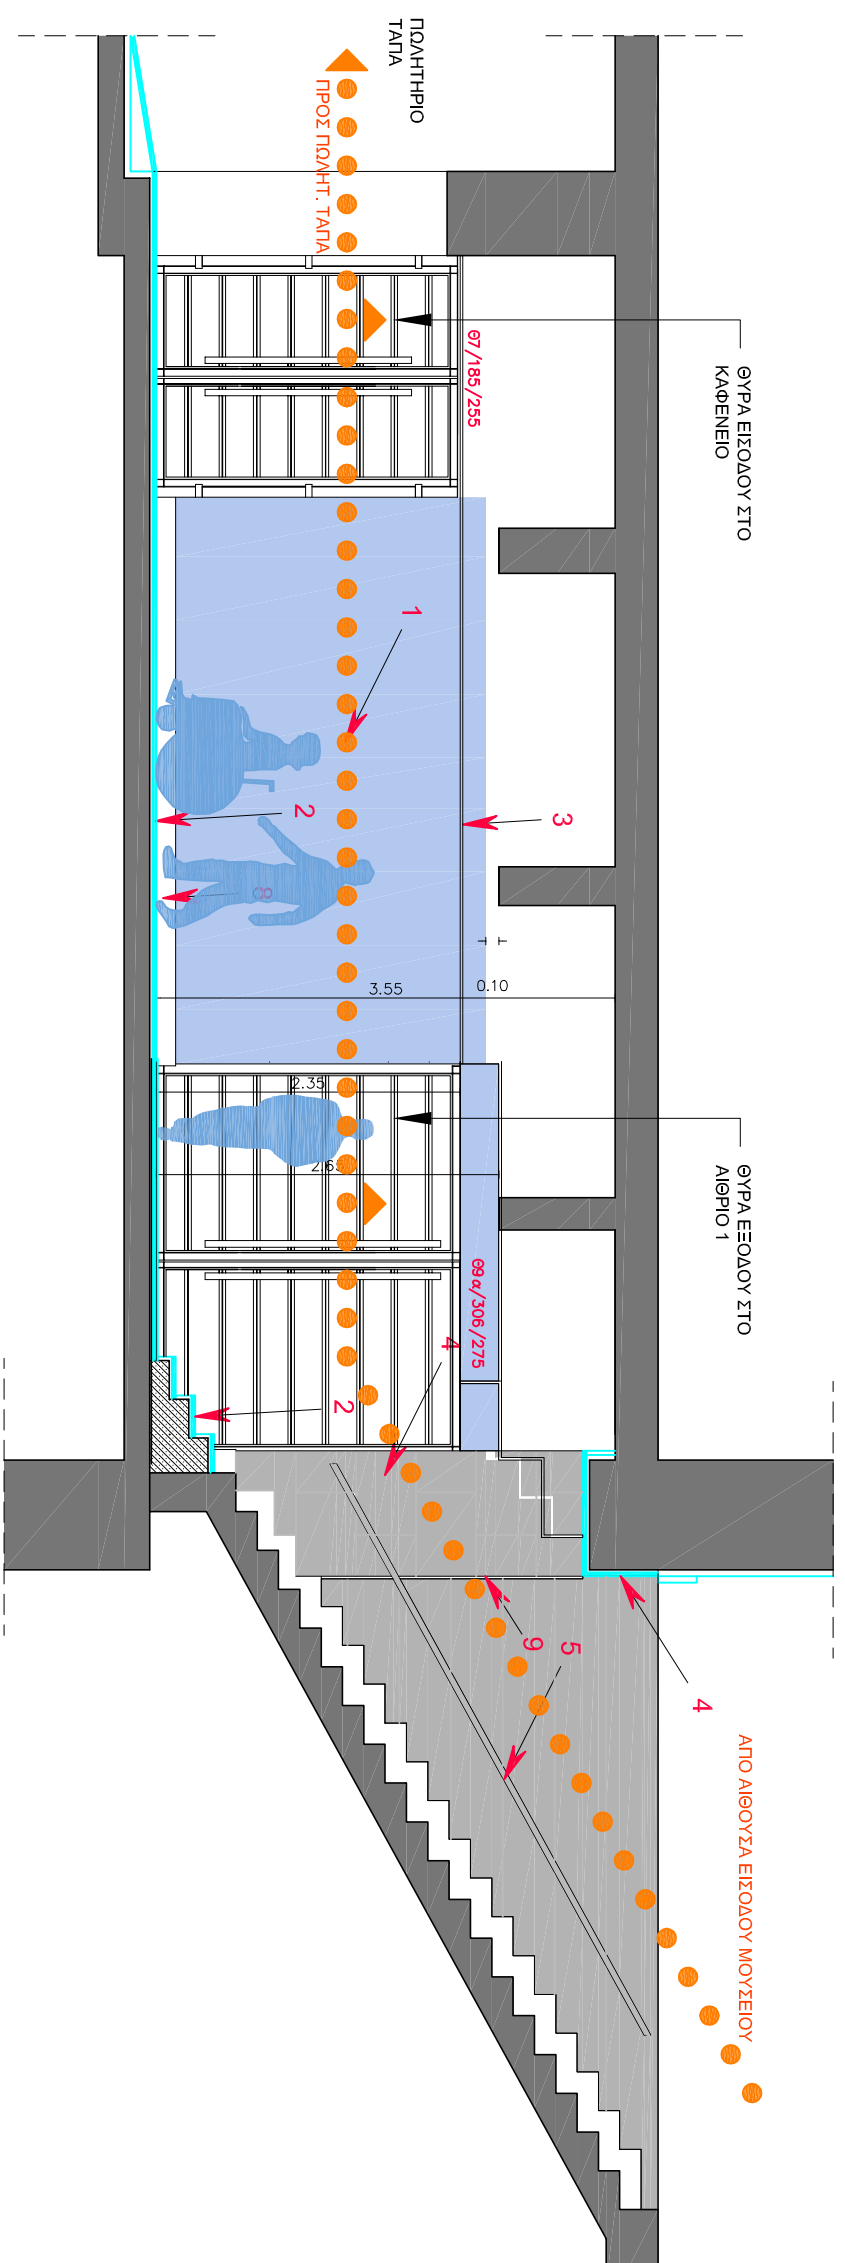 ΠΩΛΗΤΗΡΙΟ
ΤΑΠΑ
ΠΡΟΣ ΠΩΛΗΤ. ΤΑΠΑ
ΘΥΡΑ ΕΙΣΟΔΟΥ ΣΤΟ
ΚΑΦΕΝΕΙΟ
Θ7/185/255
1
2
3
8
3.55
0.10
2.35
2.65
ΘΥΡΑ ΕΞΟΔΟΥ ΣΤΟ
ΑΙΘΡΙΟ 1
Θ9α/306/275
4
2
9
5
4
ΑΠΟ ΑΙΘΟΥΣΑ ΕΙΣΟΔΟΥ ΜΟΥΣΕΙΟΥ